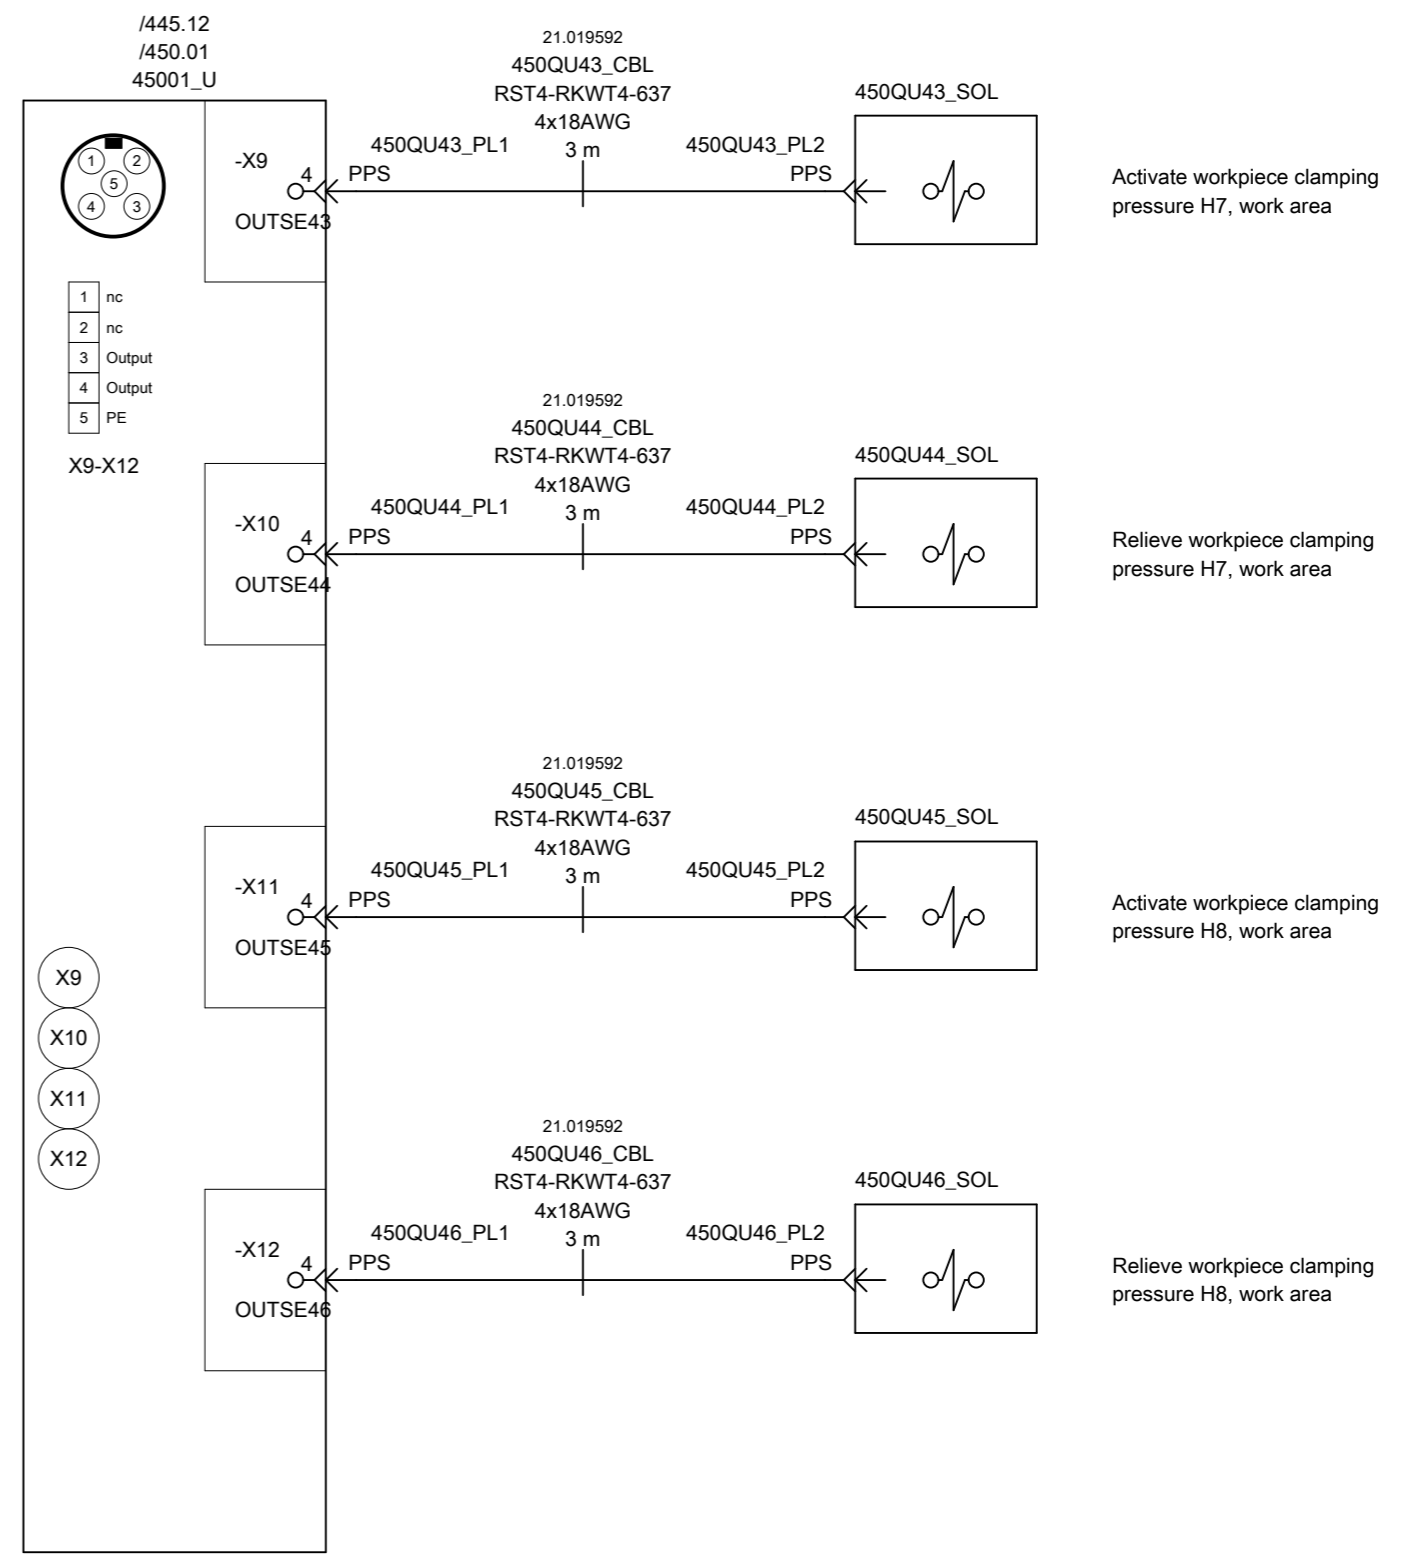 /445.12
/450.01
45001_U
1
2
5
4
3
1 nc
2 nc
3 Output
4 Output
5 PE
X9-X12
X9
X10
X11
X12
-X9
4
OUTSE43
21.019592
450QU43_CBL
RST4-RKWT4-637
4x18AWG
3 m
450QU43_PL1
PPS
450QU43_PL2
PPS
450QU43_SOL
Activate workpiece clamping
pressure H7, work area
-X10
4
OUTSE44
21.019592
450QU44_CBL
RST4-RKWT4-637
4x18AWG
3 m
450QU44_PL1
PPS
450QU44_PL2
PPS
450QU44_SOL
Relieve workpiece clamping
pressure H7, work area
-X11
4
OUTSE45
21.019592
450QU45_CBL
RST4-RKWT4-637
4x18AWG
3 m
450QU45_PL1
PPS
450QU45_PL2
PPS
450QU45_SOL
Activate workpiece clamping
pressure H8, work area
-X12
4
OUTSE46
21.019592
450QU46_CBL
RST4-RKWT4-637
4x18AWG
3 m
450QU46_PL1
PPS
450QU46_PL2
PPS
450QU46_SOL
Relieve workpiece clamping
pressure H8, work area